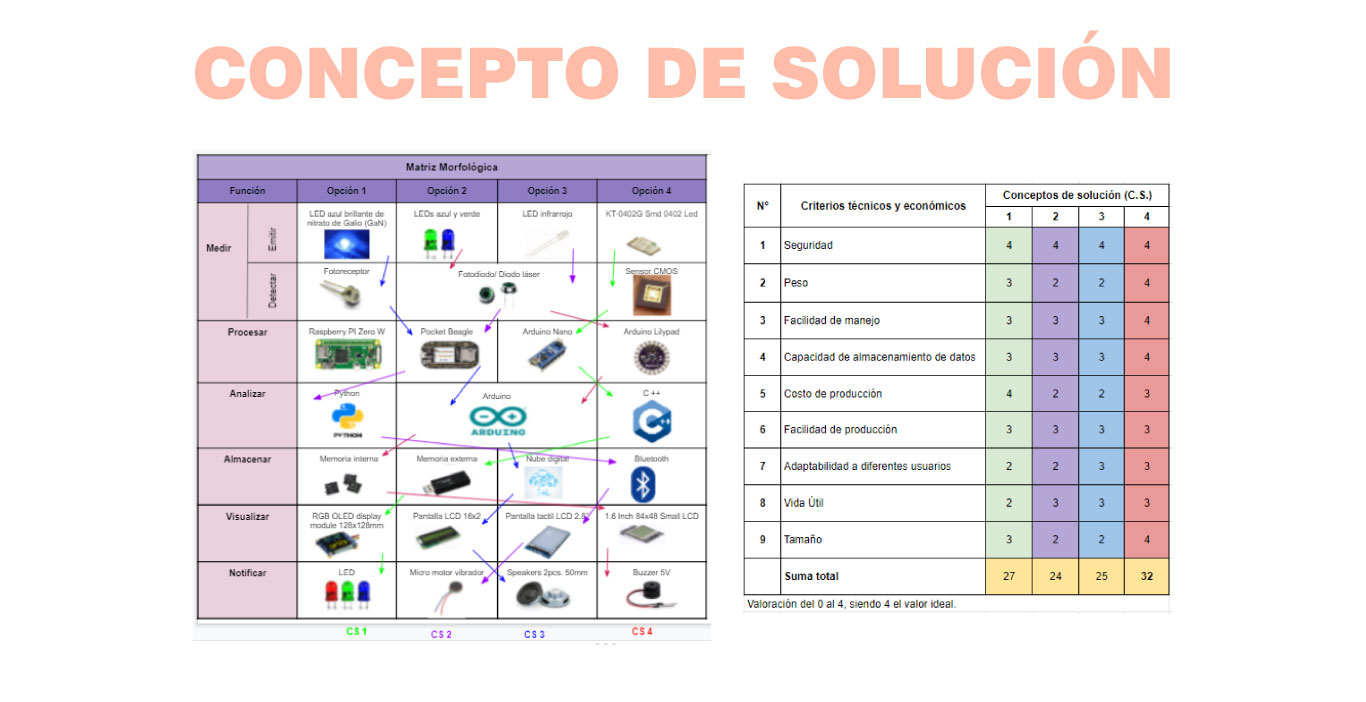 CONCEPTO DE SOLUCIÓN
Matriz Morfológica
Función Opción 1 Opción 2 Opción 3 Opción 4
Medir
Emitir
LED azul brillante de
nitrato de Galio (GaN)
LEDs azul y verde
LED infrarrojo
KT-0402G Smd 0402 Led
Detectar
Fotoreceptor
Fotodiodo/ Diodo láser
Sensor CMOS
Procesar
Raspberry PI Zero W
Pocket Beagle
Arduino Nano
Arduino Lilypad
Analizar
Python
PYTHON
Arduino
ARDUINO
C ++
Almacenar
Memoria interna
Memoria externa
Nube digital
Bluetooth
Visualizar
RGB OLED display
module 128x128mm
Pantalla LCD 16x2
Pantalla tactil LCD 2.8"
1.6 Inch 84x48 Small LCD
Notificar
LED
Micro motor vibrador
Speakers 2pcs. 50mm
Buzzer 5V
CS 1 CS 2 CS 3 CS 4
N° Criterios técnicos y económicos Conceptos de solución (C.S.)
1 2 3 4
1 Seguridad 4 4 4 4
2 Peso 3 2 2 4
3 Facilidad de manejo 3 3 3 4
4 Capacidad de almacenamiento de datos 3 3 3 4
5 Costo de producción 4 2 2 3
6 Facilidad de producción 3 3 3 3
7 Adaptabilidad a diferentes usuarios 2 2 3 3
8 Vida Útil 2 3 3 3
9 Tamaño 3 2 2 4
Suma total 27 24 25 32
Valoración del 0 al 4, siendo 4 el valor ideal.